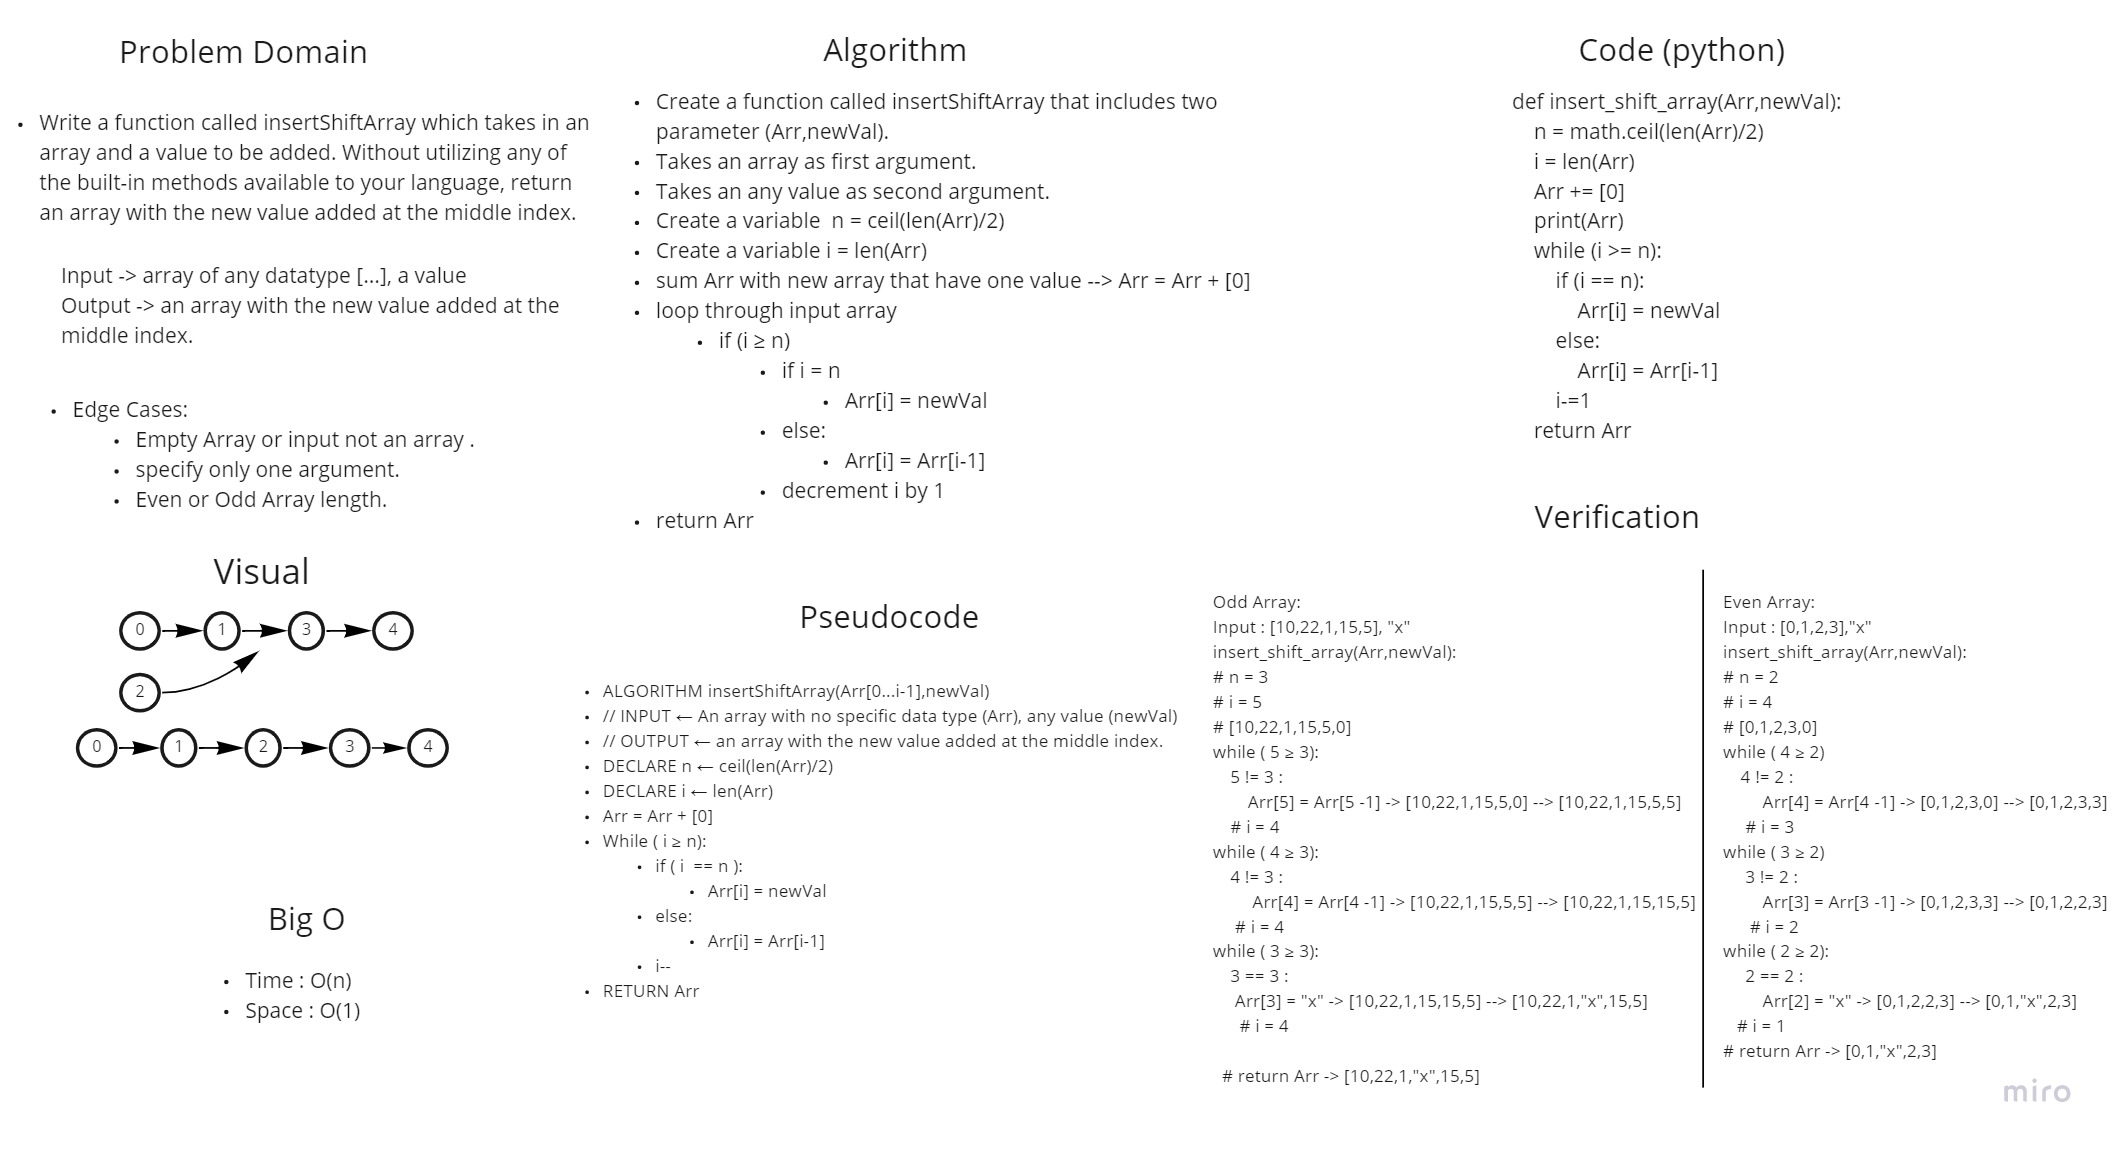 Problem Domain
• Write a function called insertShiftArray which takes in an
array and a value to be added. Without utilizing any of
the built-in methods available to your language, return
an array with the new value added at the middle index.
Input -> array of any datatype [...], a value
Output -> an array with the new value added at the
middle index.
• Edge Cases:
• Empty Array or input not an array .
• specify only one argument.
• Even or Odd Array length.
Visual
0 1 3 4
2
0 1 2 3 4
Big O
• Time : O(n)
• Space : O(1)
Algorithm
• Create a function called insertShiftArray that includes two
parameter (Arr,newVal).
• Takes an array as first argument.
• Takes an any value as second argument.
• Create a variable  n = ceil(len(Arr)/2)
• Create a variable i = len(Arr)
• sum Arr with new array that have one value --> Arr = Arr + [0]
• loop through input array
• if (i ≥ n)
• if i = n
• Arr[i] = newVal
• else:
• Arr[i] = Arr[i-1]
• decrement i by 1
• return Arr
Pseudocode
• ALGORITHM insertShiftArray(Arr[0...i-1],newVal)
• // INPUT ← An array with no specific data type (Arr), any value (newVal)
• // OUTPUT ← an array with the new value added at the middle index.
• DECLARE n ← ceil(len(Arr)/2)
• DECLARE i ← len(Arr)
• Arr = Arr + [0]
• While ( i ≥ n):
• if ( i  == n ):
• Arr[i] = newVal
• else:
• Arr[i] = Arr[i-1]
• i--
• RETURN Arr
Code (python)
def insert_shift_array(Arr,newVal):
n = math.ceil(len(Arr)/2)
i = len(Arr)
Arr += [0]
print(Arr)
while (i >= n):
if (i == n):
Arr[i] = newVal
else:
Arr[i] = Arr[i-1]
i-=1
return Arr
Verification
Odd Array:
Input : [10,22,1,15,5], "x"
insert_shift_array(Arr,newVal):
# n = 3
# i = 5
# [10,22,1,15,5,0]
while ( 5 ≥ 3):
5 != 3 :
Arr[5] = Arr[5 -1] -> [10,22,1,15,5,0] --> [10,22,1,15,5,5]
# i = 4
while ( 4 ≥ 3):
4 != 3 :
Arr[4] = Arr[4 -1] -> [10,22,1,15,5,5] --> [10,22,1,15,15,5]
# i = 4
while ( 3 ≥ 3):
3 == 3 :
Arr[3] = "x" -> [10,22,1,15,15,5] --> [10,22,1,"x",15,5]
# i = 4
# return Arr -> [10,22,1,"x",15,5]
Even Array:
Input : [0,1,2,3],"x"
insert_shift_array(Arr,newVal):
# n = 2
# i = 4
# [0,1,2,3,0]
while ( 4 ≥ 2)
4 != 2 :
Arr[4] = Arr[4 -1] -> [0,1,2,3,0] --> [0,1,2,3,3]
# i = 3
while ( 3 ≥ 2)
3 != 2 :
Arr[3] = Arr[3 -1] -> [0,1,2,3,3] --> [0,1,2,2,3]
# i = 2
while ( 2 ≥ 2):
2 == 2 :
Arr[2] = "x" -> [0,1,2,2,3] --> [0,1,"x",2,3]
# i = 1
# return Arr -> [0,1,"x",2,3]
miro